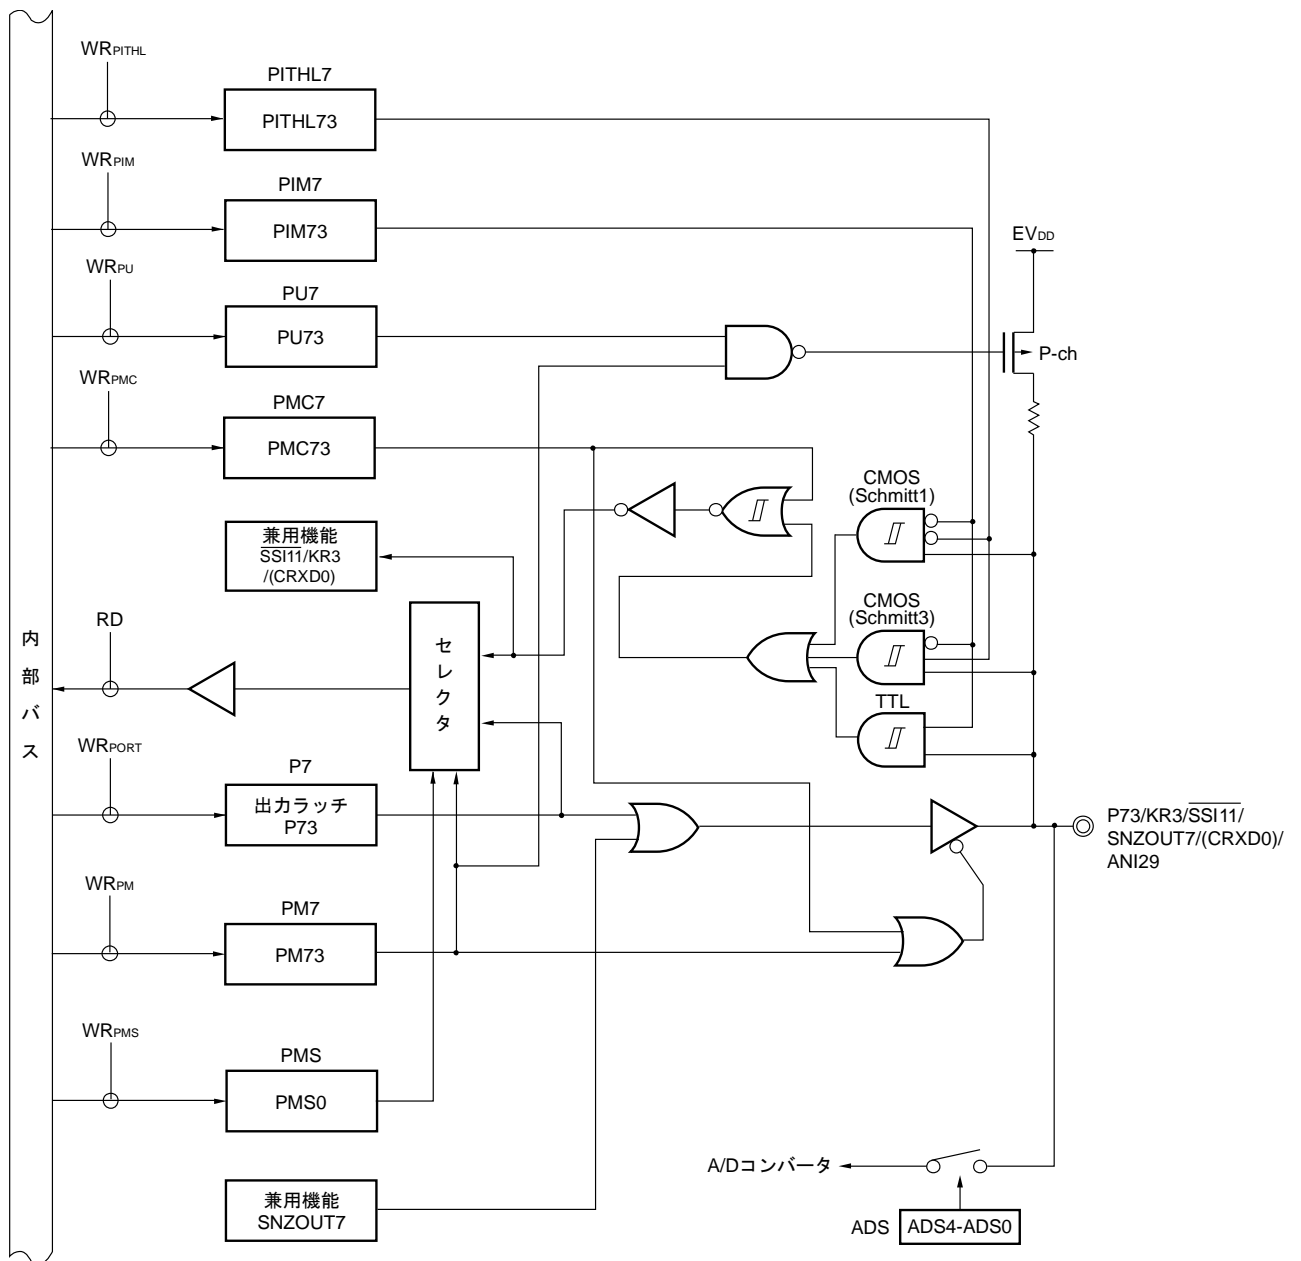 WRPITHL
PITHL7
PITHL73
WRPIM
PIM7
PIM73
EVDD
WRPU
PU7
PU73
P-ch
WRPMC
PMC7
PMC73
CMOS
(Schmitt1)
兼用機能
SSI11/KR3
/(CRXD0)
CMOS
(Schmitt3)
RD
セレクタ
内部バス
TTL
WRPORT
P7
出力ラッチ
P73
P73/KR3/SSI11/
SNZOUT7/(CRXD0)/
ANI29
WRPM
PM7
PM73
WRPMS
PMS
PMS0
A/Dコンバータ
兼用機能
SNZOUT7
ADS
ADS4-ADS0